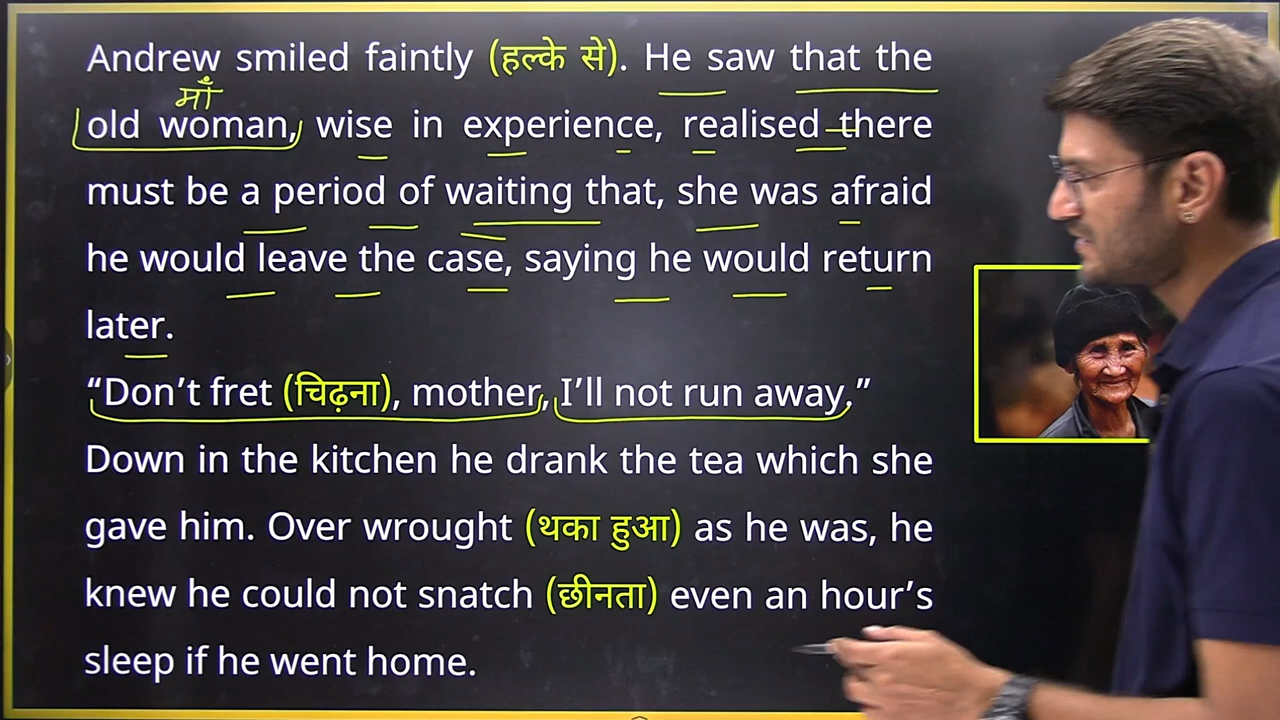 Andrew smiled faintly (हल्के से). He saw that the
माँ
old woman, wise in experience, realised there
must be a period of waiting that, she was afraid
he would leave the case, saying he would return
later.
“Don’t fret (चिढ़ना), mother, I’ll not run away.”
Down in the kitchen he drank the tea which she
gave him. Over wrought (थका हुआ) as he was, he
knew he could not snatch (छीनता) even an hour’s
sleep if he went home.